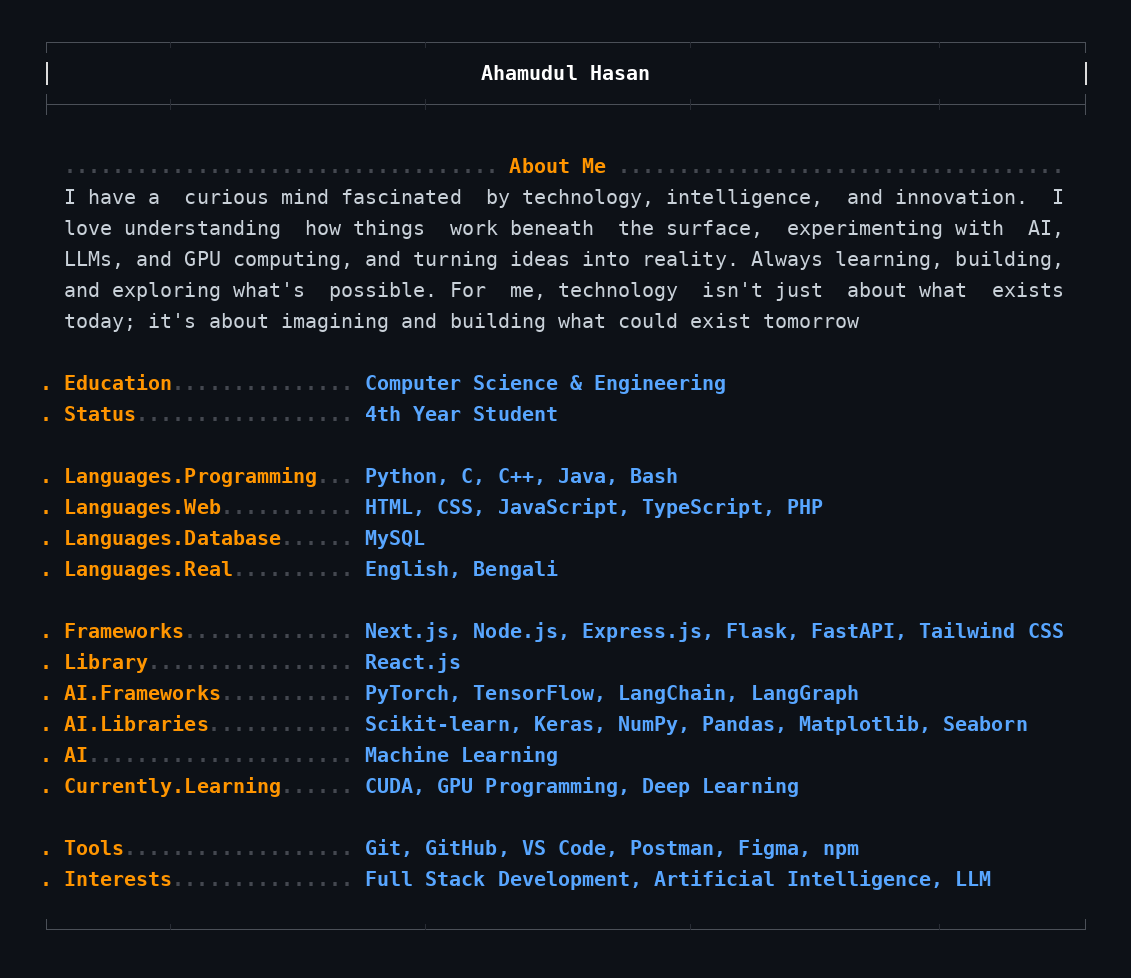 Ahamudul Hasan
.................................... About Me .....................................
I have a  curious mind fascinated  by technology, intelligence,  and innovation.  I
love understanding  how things  work beneath  the surface,  experimenting with  AI,
LLMs, and GPU computing, and turning ideas into reality. Always learning, building,
and exploring what's  possible. For  me, technology  isn't just  about what  exists
today; it's about imagining and building what could exist tomorrow
. Education............... Computer Science & Engineering
. Status.................. 4th Year Student
. Languages.Programming... Python, C, C++, Java, Bash
. Languages.Web........... HTML, CSS, JavaScript, TypeScript, PHP
. Languages.Database...... MySQL
. Languages.Real.......... English, Bengali
. Frameworks.............. Next.js, Node.js, Express.js, Flask, FastAPI, Tailwind CSS
. Library................. React.js
. AI.Frameworks........... PyTorch, TensorFlow, LangChain, LangGraph
. AI.Libraries............ Scikit-learn, Keras, NumPy, Pandas, Matplotlib, Seaborn
. AI...................... Machine Learning
. Currently.Learning...... CUDA, GPU Programming, Deep Learning
. Tools................... Git, GitHub, VS Code, Postman, Figma, npm
. Interests............... Full Stack Development, Artificial Intelligence, LLM